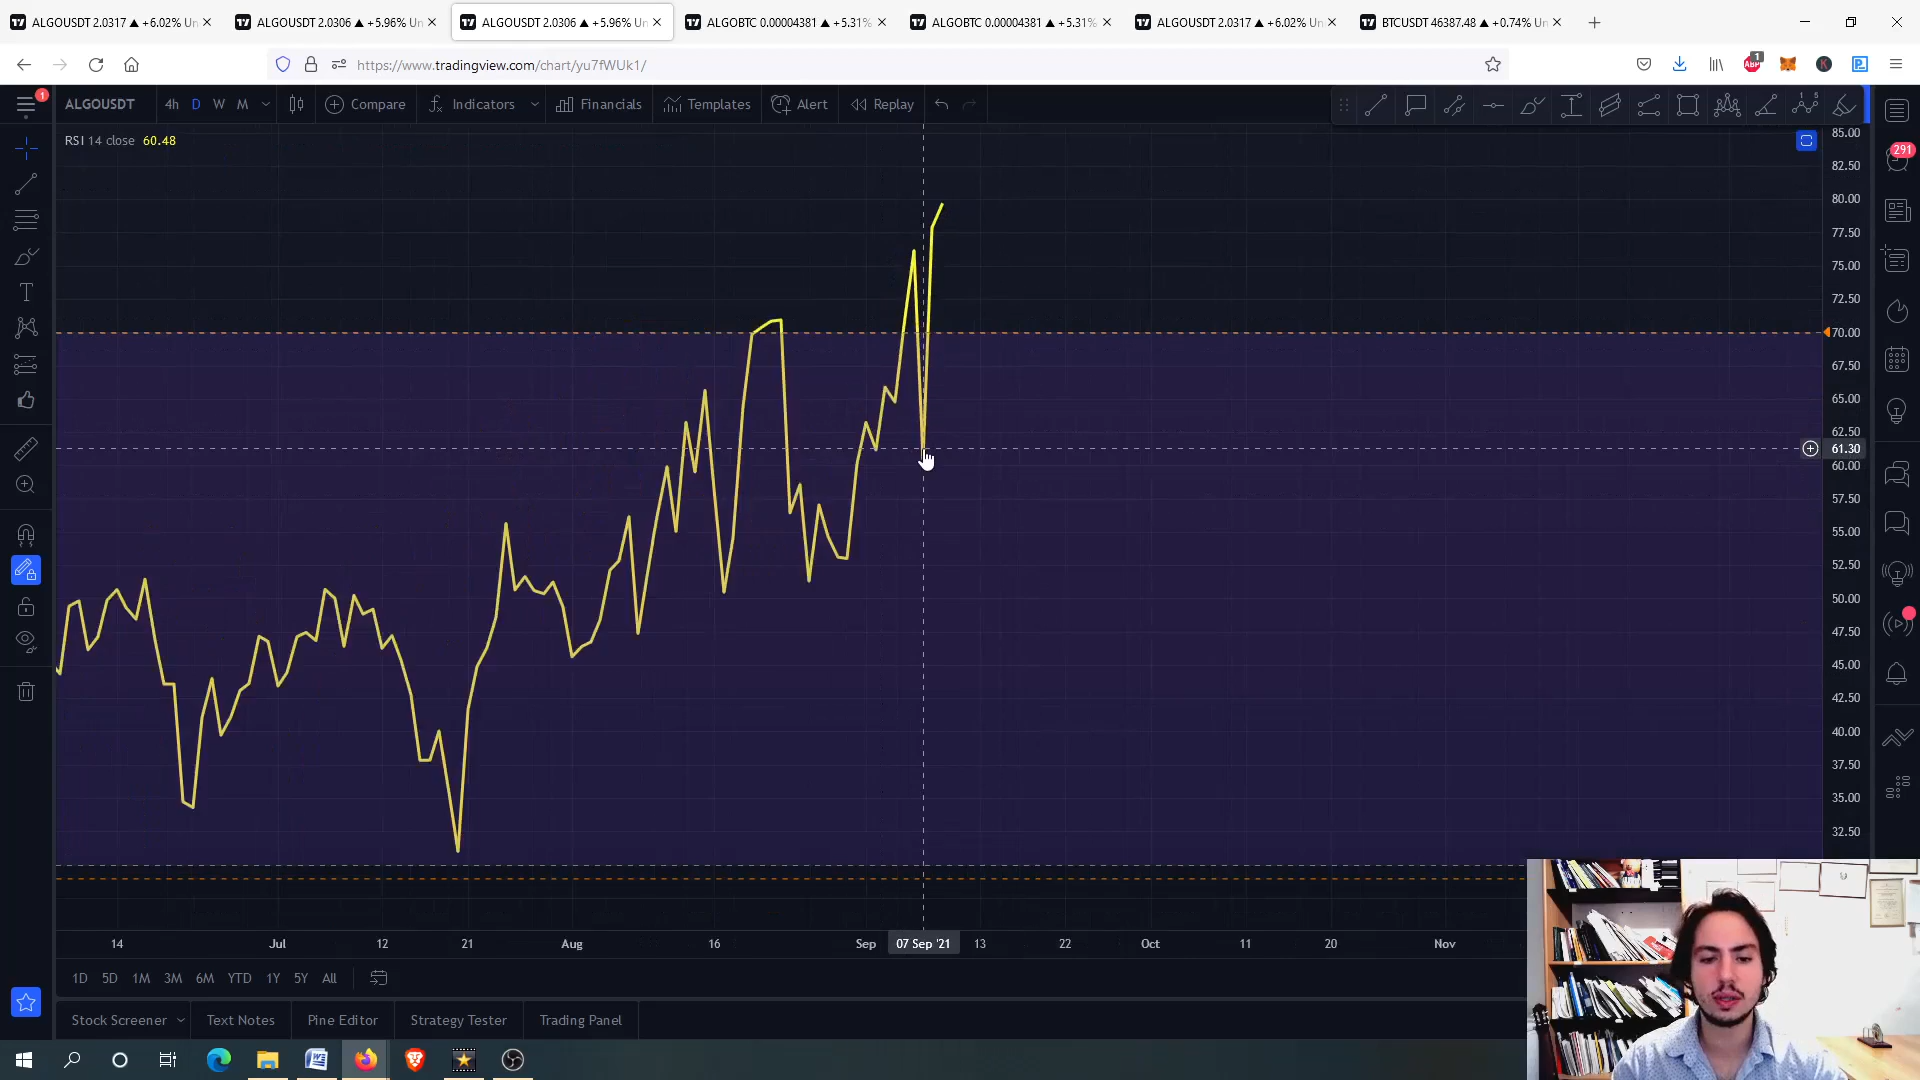 ALGOUSDT 2.0317 ▲ +6.02% Un
ALGOUSDT 2.0306 ▲ +5.96% Un
ALGOUSDT 2.0306 ▲ +5.96% Un
ALGOBTC 0.00004381 ▲ +5.31%
ALGOBTC 0.00004381 ▲ +5.31%
ALGOUSDT 2.0317 ▲ +6.02% Un
BTCUSDT 46387.48 ▲ +0.74% Un
https://www.tradingview.com/chart/yu7fWUk1/
1
ABP
K
P
1
ALGOUSDT
4h
D
W
M
Compare
Indicators
Financials
Templates
Alert
Replay
RSI 14 close 60.48
291
85.00
82.50
80.00
77.50
75.00
72.50
70.00
67.50
65.00
62.50
61.30
60.00
57.50
55.00
52.50
50.00
47.50
45.00
42.50
40.00
37.50
35.00
32.50
14
Jul
12
21
Aug
16
Sep
07 Sep '21
13
22
Oct
11
20
Nov
1D
5D
1M
3M
6M
YTD
1Y
5Y
All
Stock Screener
Text Notes
Pine Editor
Strategy Tester
Trading Panel